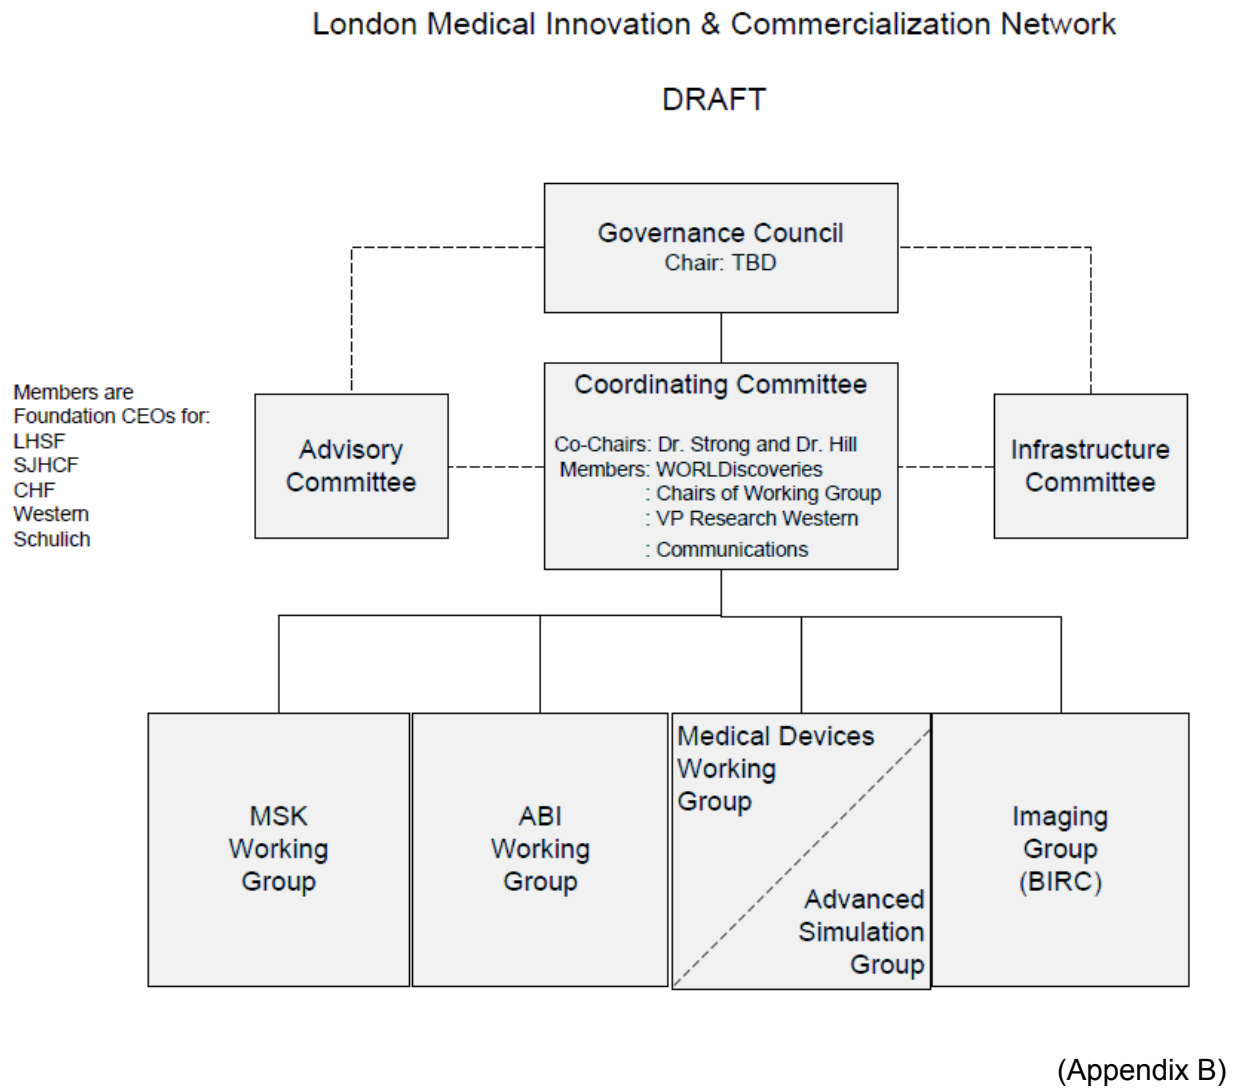 London Medical Innovation & Commercialization Network
DRAFT
Governance Council
Chair: TBD
Members are
Foundation CEOs for:
LHSF
SJHCF
CHF
Western
Schulich
Advisory
Committee
Coordinating Committee
Co-Chairs: Dr. Strong and Dr. Hill
Members: WORLDiscoveries
: Chairs of Working Group
: VP Research Western
: Communications
Infrastructure
Committee
MSK
Working
Group
ABI
Working
Group
Medical Devices
Working
Group
Advanced
Simulation
Group
Imaging
Group
(BIRC)
(Appendix B)